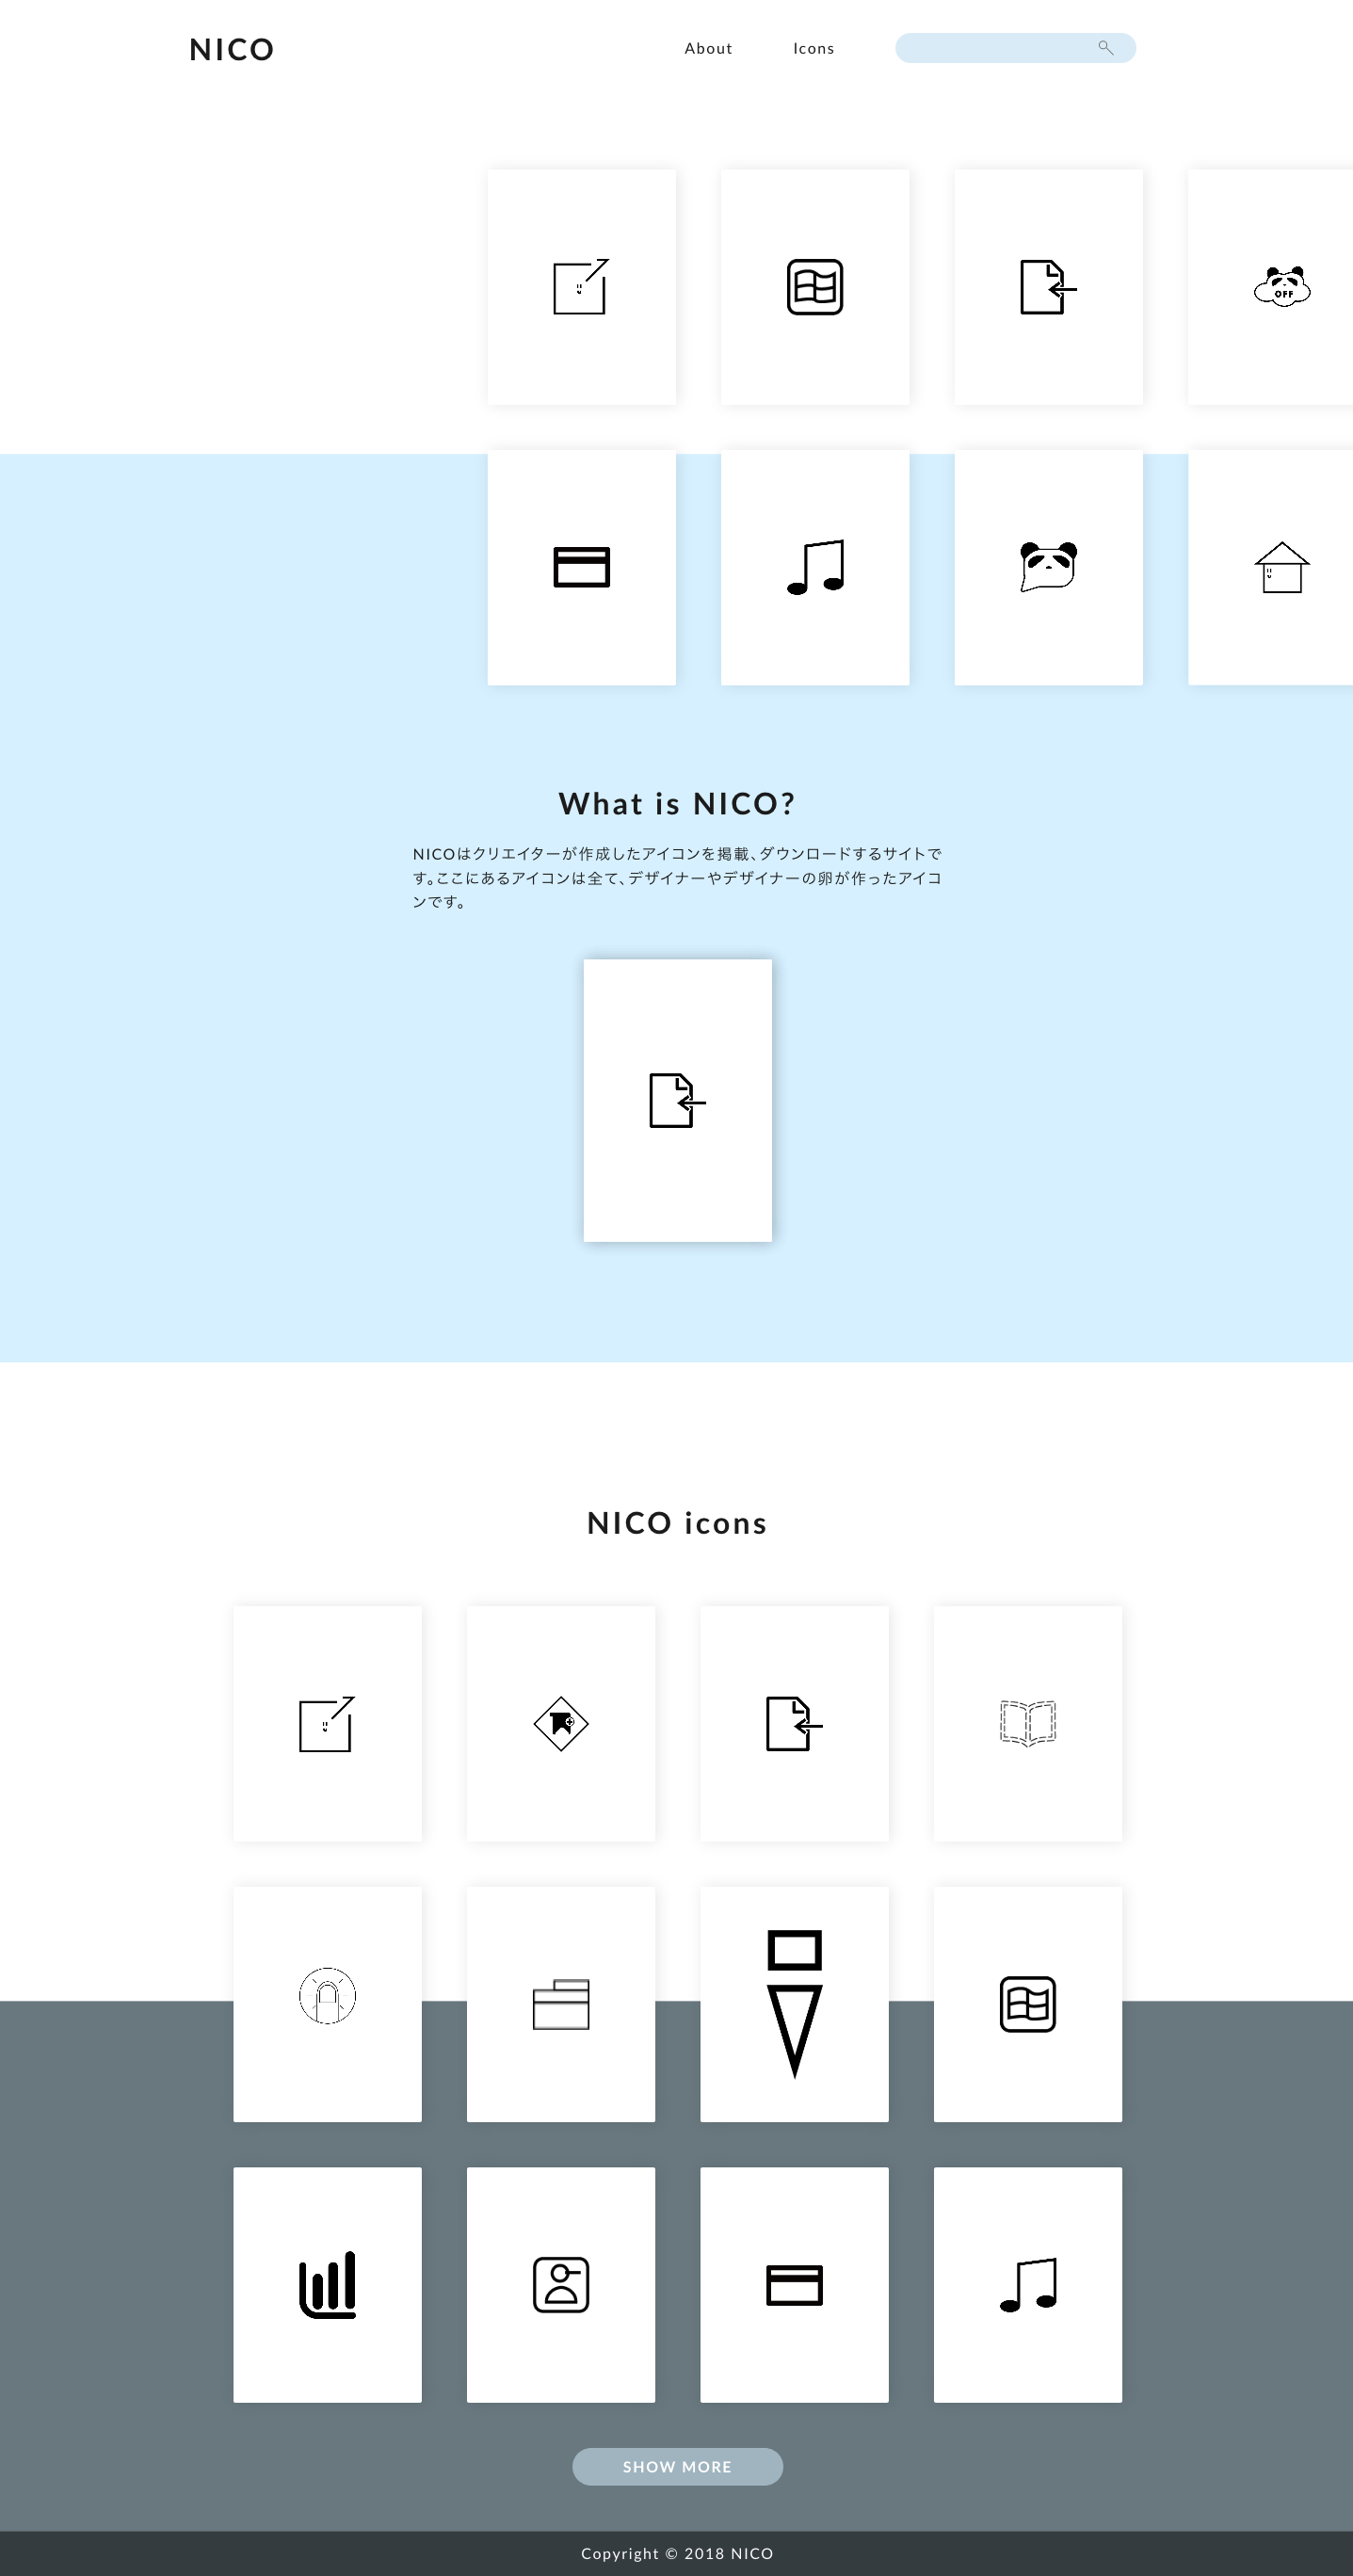 NICO
About
Icons
OFF
What is NICO?
NICOはクリエイターが作成したアイコンを掲載、ダウンロードするサイトで
す。ここにあるアイコンは全て、デザイナーやデザイナーの卵が作ったアイコ
ンです。
NICO icons
SHOW MORE
Copyright © 2018 NICO